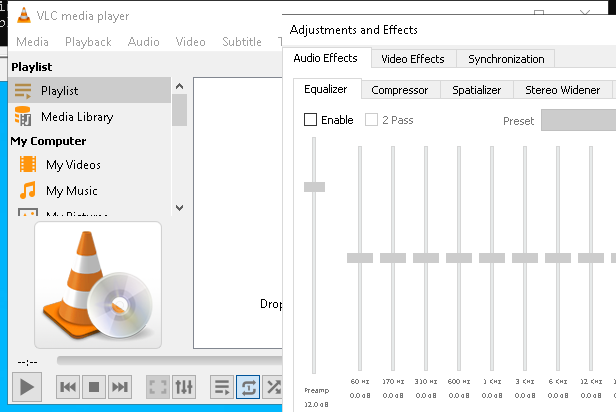 VLC media player
Media Playback Audio Video Subtitle
Playlist
Playlist
Media Library
My Computer
My Videos
My Music
My Pictures
--:--
Adjustments and Effects
Audio Effects Video Effects Synchronization
Equalizer Compressor Spatializer Stereo Widener
Enable 2 Pass Preset
60 Hz 170 Hz 310 Hz 600 Hz 1 KHz 3 KHz 6 KHz 12 KHz
Preamp 0.0 dB 0.0 dB 0.0 dB 0.0 dB 0.0 dB 0.0 dB 0.0 dB 0.0 dB
12.0 dB
Drop